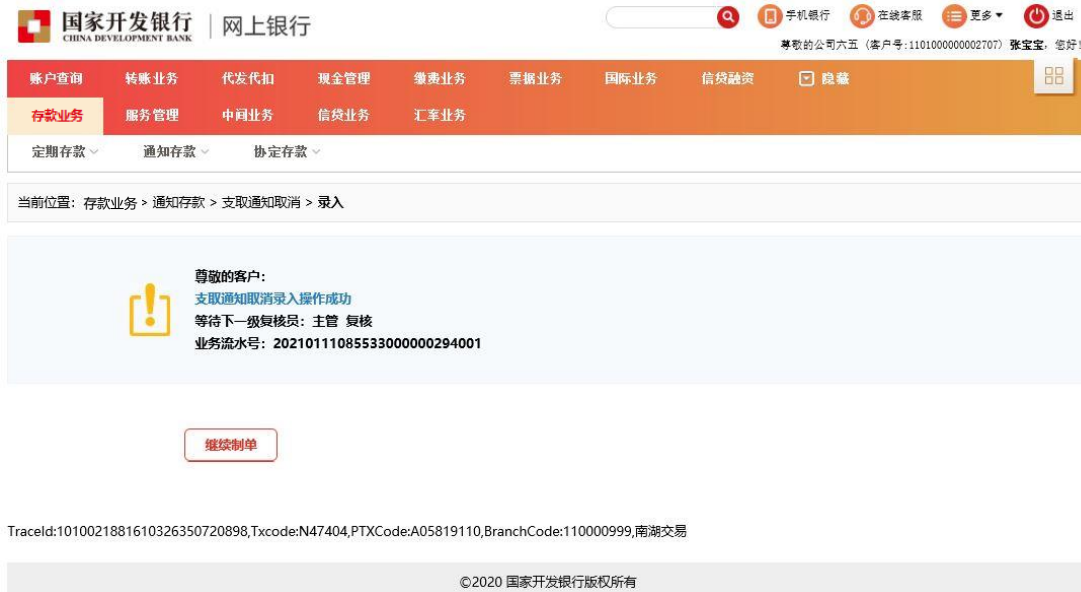 国家开发银行
CHINA DEVELOPMENT BANK
网上银行
手机银行 在线客服 更多 退出
尊敬的公司六五（客户号:1101000000002707）张宝宝，您好!
账户查询 转账业务 代发代扣 现金管理 缴费业务 票据业务 国际业务 信贷融资 隐藏
存款业务 服务管理 中间业务 信贷业务 汇率业务
定期存款 通知存款 协定存款
当前位置：存款业务 > 通知存款 > 支取通知取消 > 录入
尊敬的客户：
支取通知取消录入操作成功
等待下一级复核员：主管 复核
业务流水号：20210111085533000000294001
继续制单
TraceId:1010021881610326350720898,Txcode:N47404,PTXCode:A05819110,BranchCode:110000999,南湖交易
©2020 国家开发银行版权所有